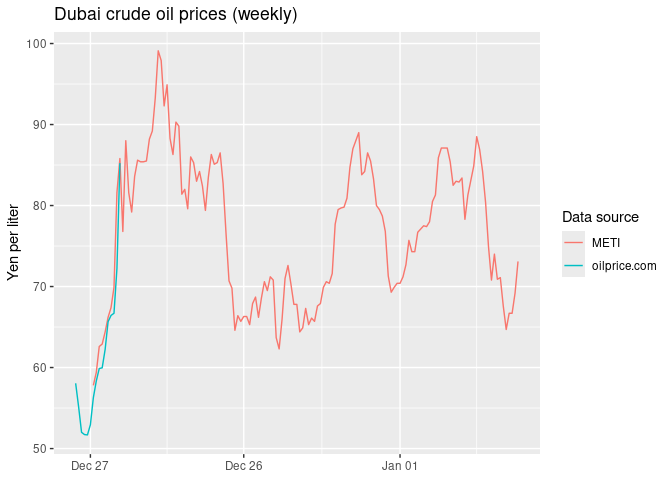 Dubai crude oil prices (weekly)
Yen per liter
100
90
80
70
60
50
Dec 27
Dec 26
Jan 01
Data source
METI
oilprice.com